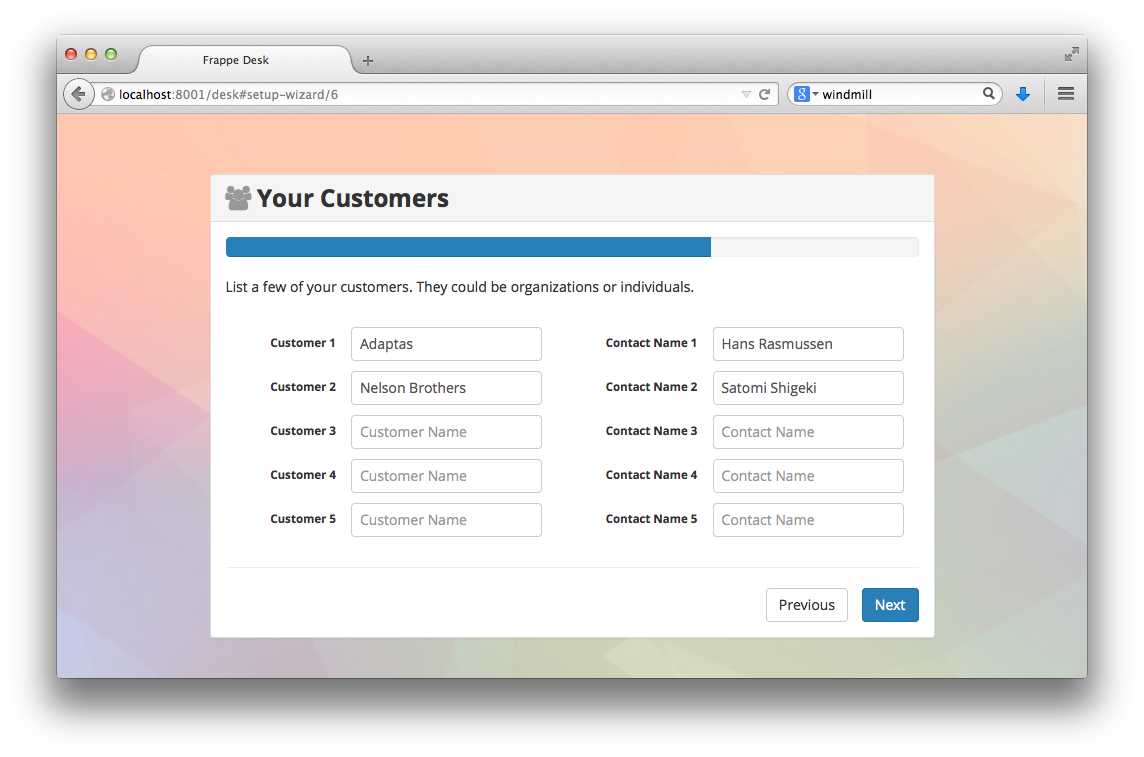 Frappe Desk
localhost:8001/desk#setup-wizard/6
8 windmill
Your Customers
List a few of your customers. They could be organizations or individuals.
Customer 1 Adaptas Contact Name 1 Hans Rasmussen
Customer 2 Nelson Brothers Contact Name 2 Satomi Shigeki
Customer 3 Customer Name Contact Name 3 Contact Name
Customer 4 Customer Name Contact Name 4 Contact Name
Customer 5 Customer Name Contact Name 5 Contact Name
Previous Next